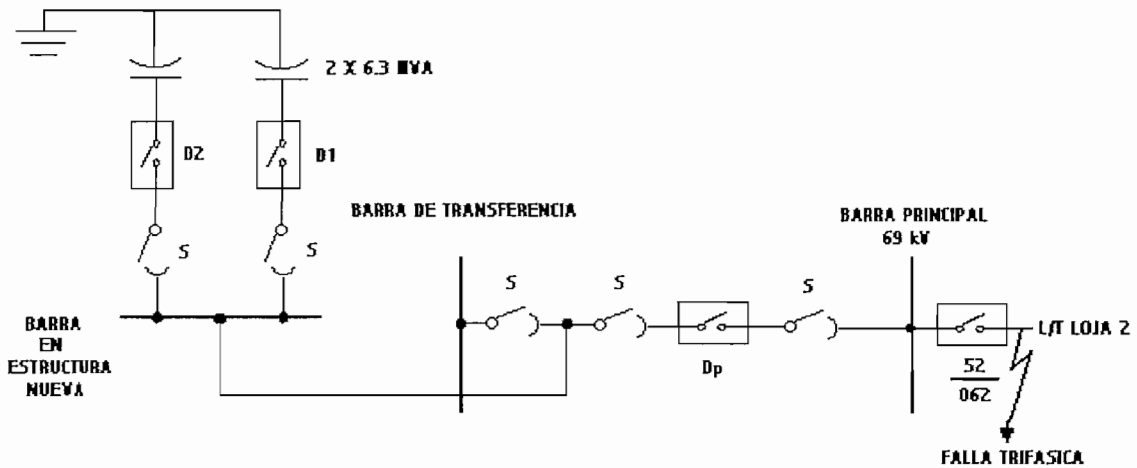 2 X 6.3 MVA
D2
D1
S
S
BARRA DE TRANSFERENCIA
BARRA PRINCIPAL
69 kV
S
S
S
BARRA
EN
ESTRUCTURA
NUEVA
Dp
52
062
L/T LOJA 2
FALLA TRIFASICA